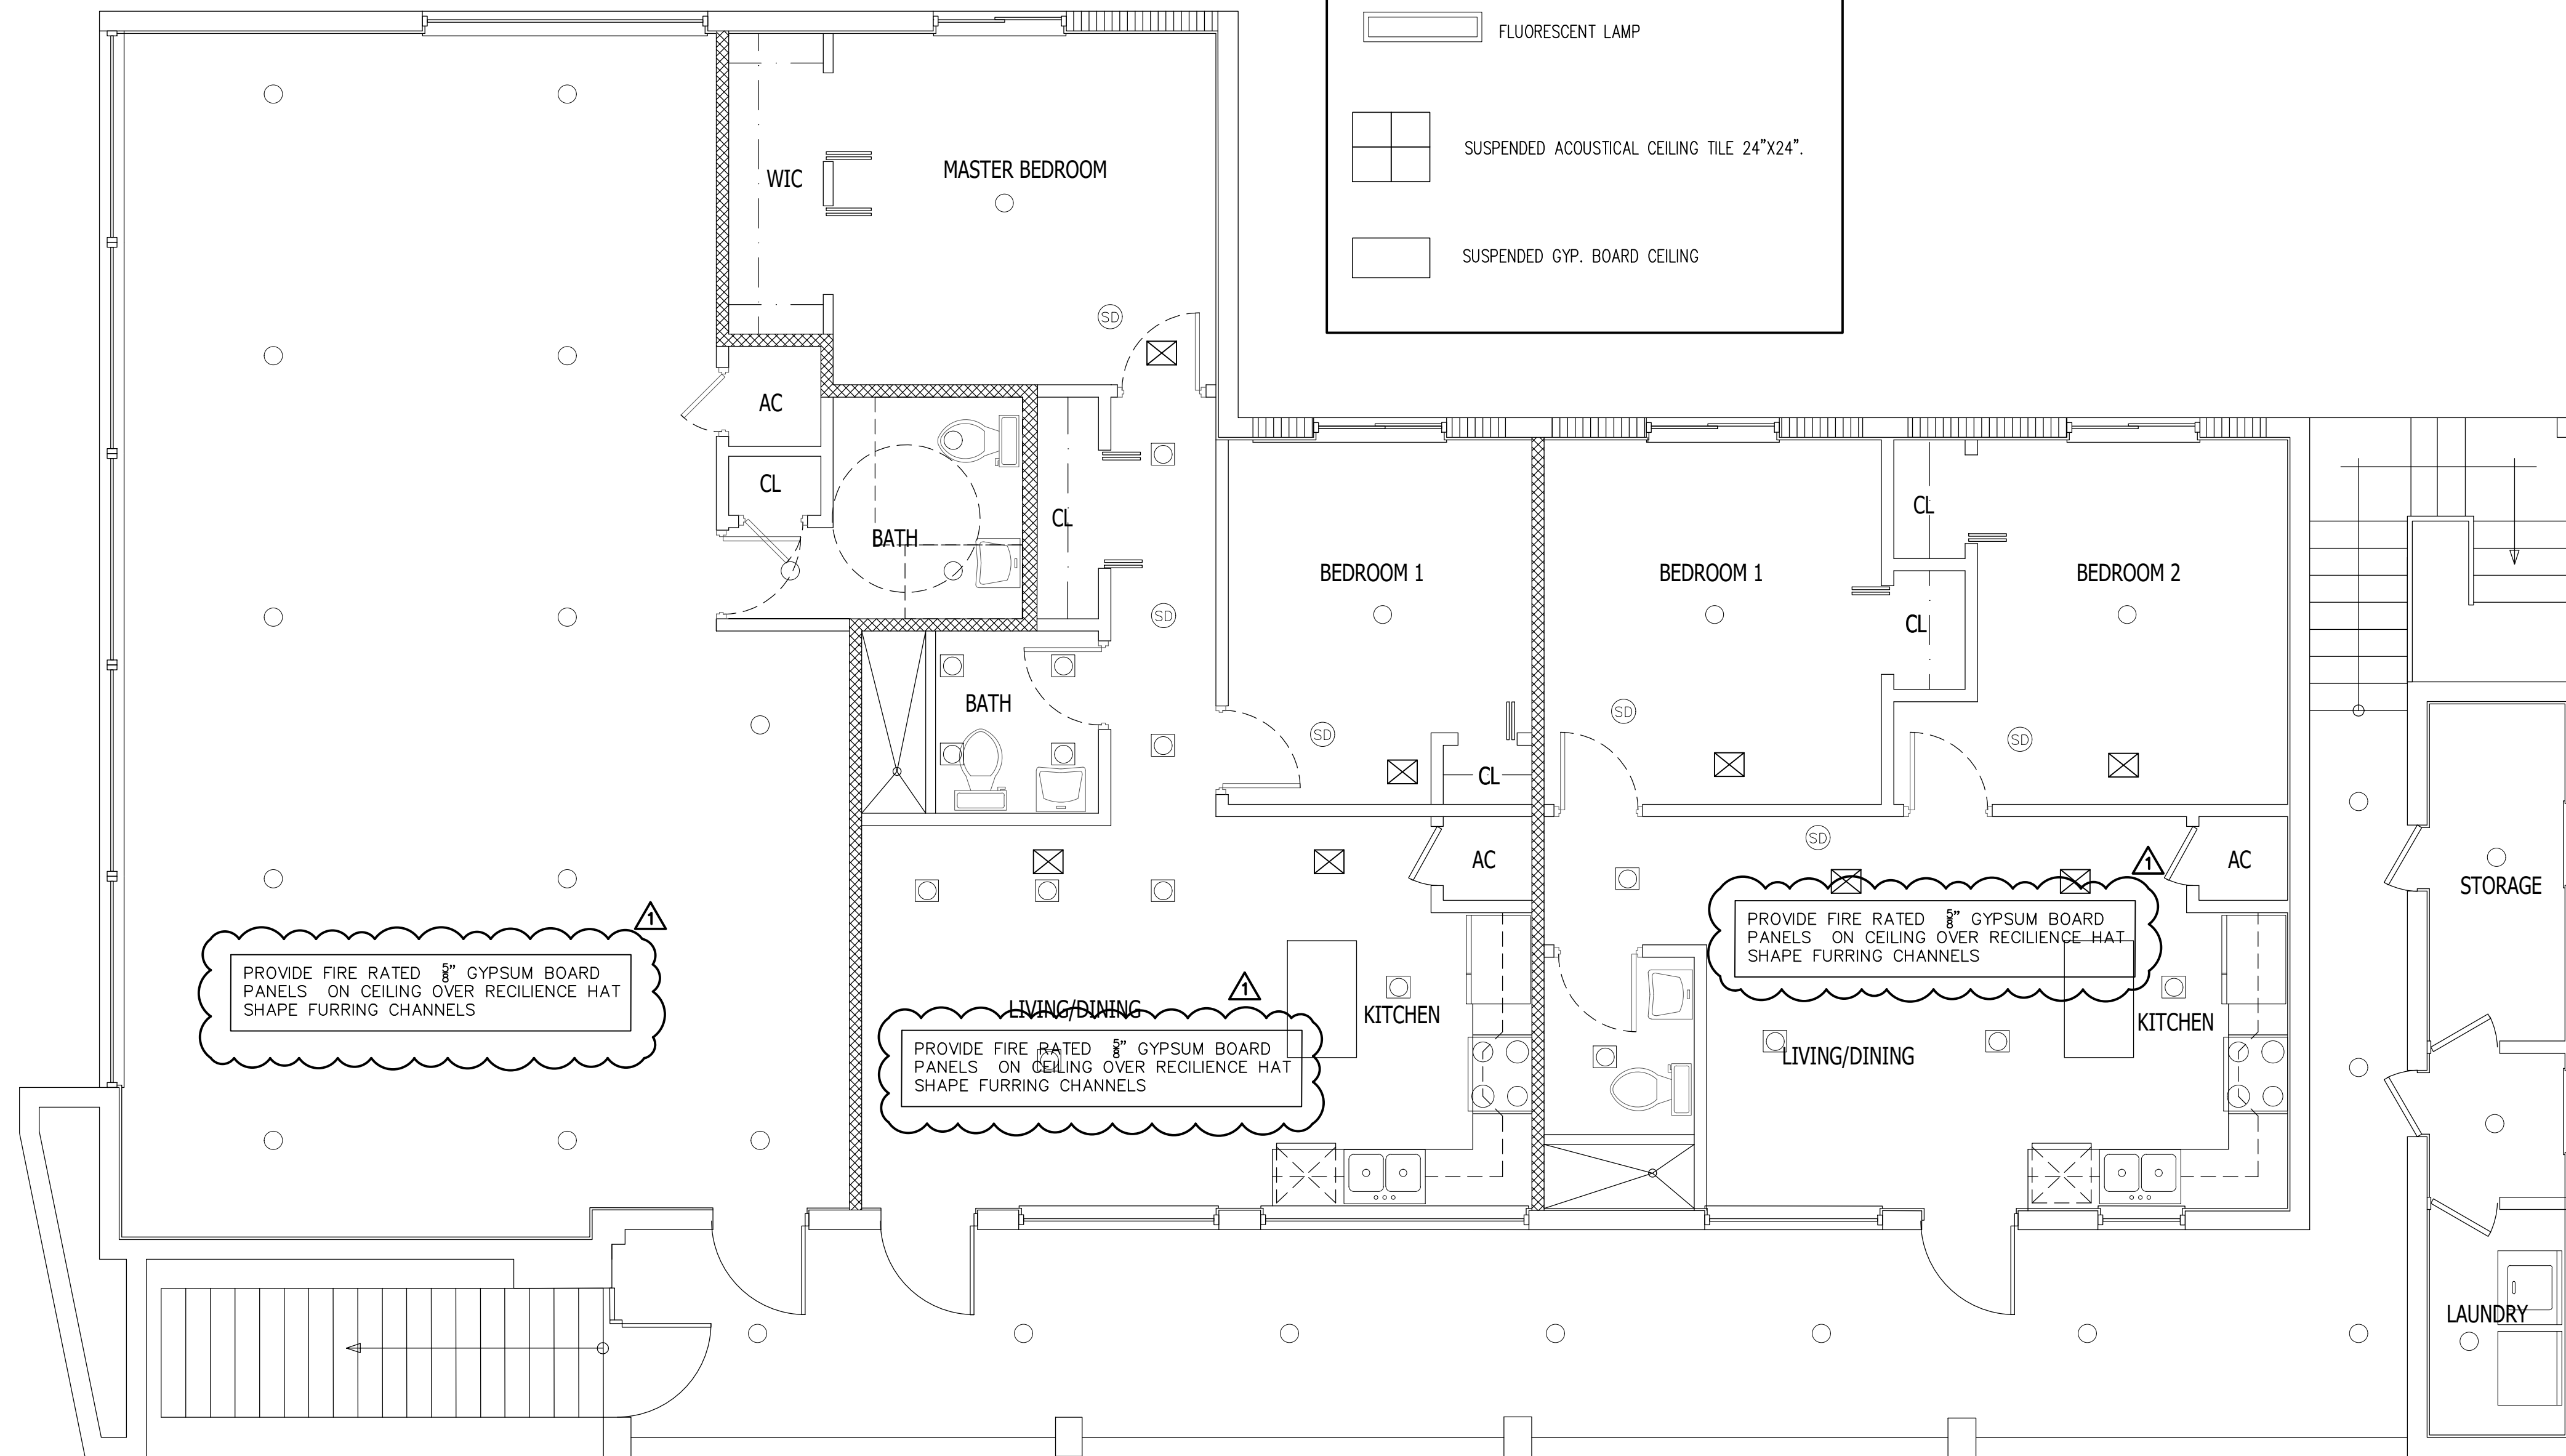 FLUORESCENT LAMP
SUSPENDED ACOUSTICAL CEILING TILE 24"X24".
SUSPENDED GYP. BOARD CEILING
WIC
MASTER BEDROOM
SD
AC
CL
BATH
CL
SD
BATH
BEDROOM 1
SD
CL
AC
BEDROOM 1
SD
CL
CL
BEDROOM 2
SD
SD
AC
STORAGE
1
PROVIDE FIRE RATED 5/8" GYPSUM BOARD
PANELS ON CEILING OVER RECILIENCE HAT
SHAPE FURRING CHANNELS
LIVING/DINING
1
PROVIDE FIRE RATED 5/8" GYPSUM BOARD
PANELS ON CEILING OVER RECILIENCE HAT
SHAPE FURRING CHANNELS
KITCHEN
1
PROVIDE FIRE RATED 5/8" GYPSUM BOARD
PANELS ON CEILING OVER RECILIENCE HAT
SHAPE FURRING CHANNELS
KITCHEN
LIVING/DINING
LAUNDRY